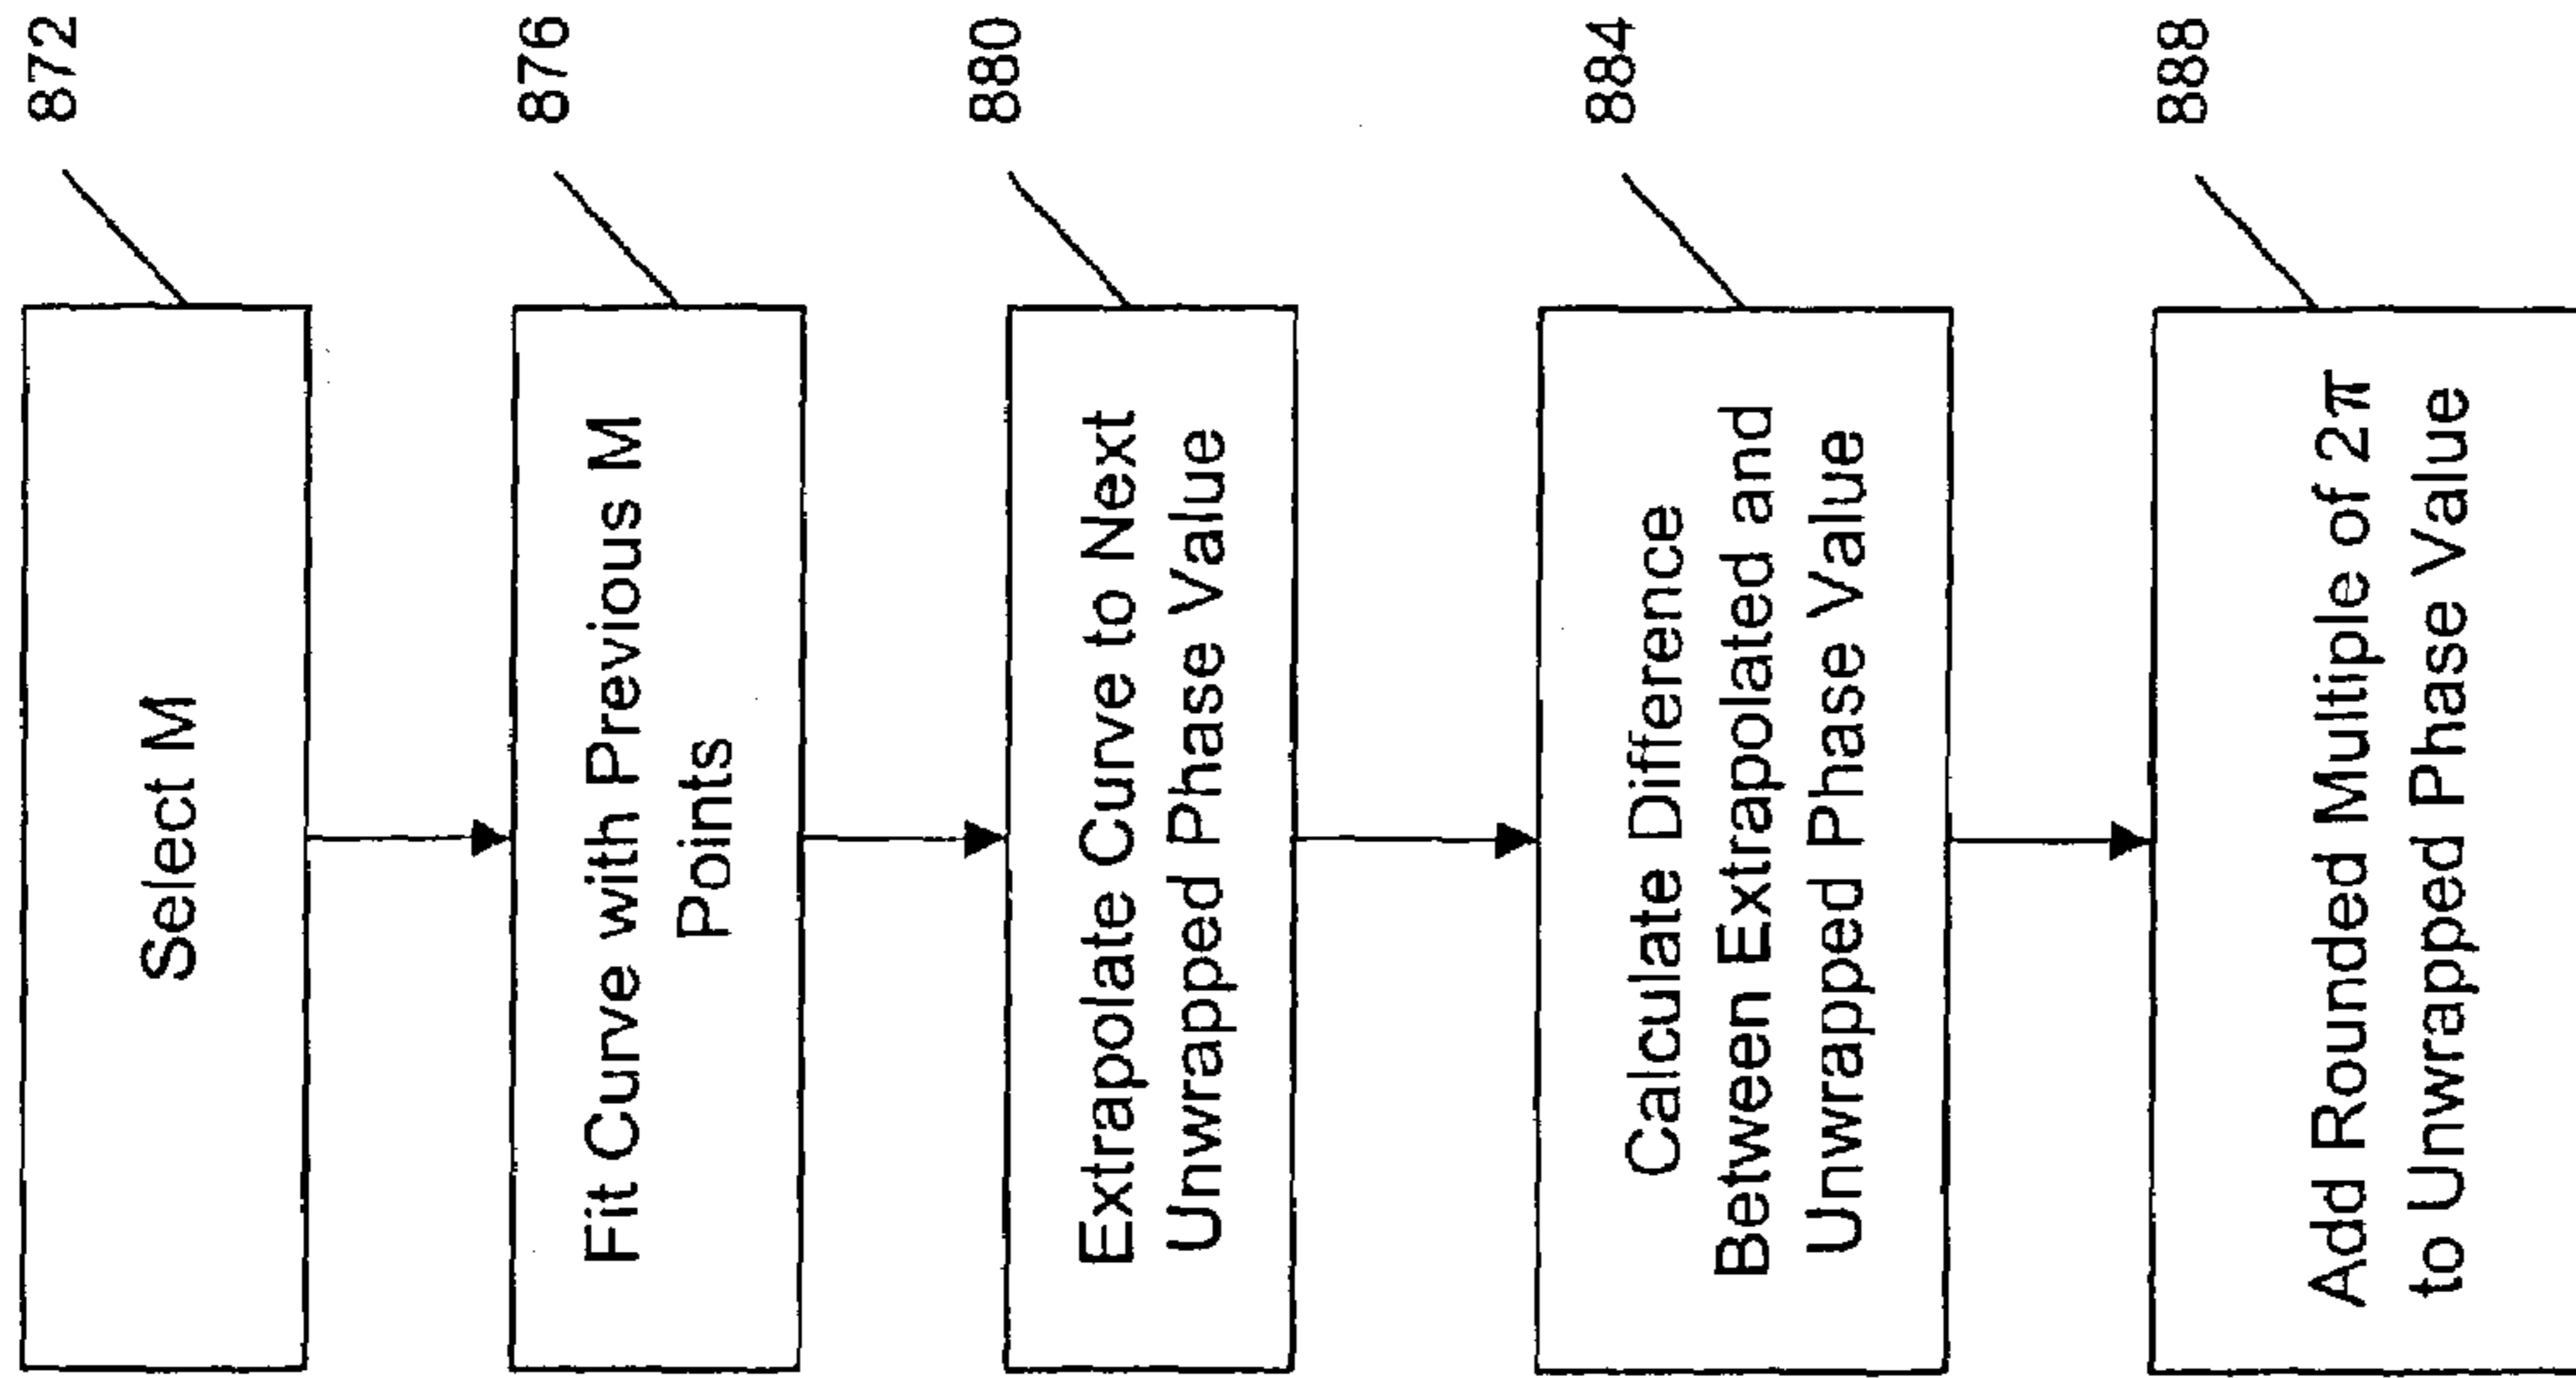 872
Select M
876
Fit Curve with Previous M
Points
880
Extrapolate Curve to Next
Unwrapped Phase Value
884
Calculate Difference
Between Extrapolated and
Unwrapped Phase Value
888
Add Rounded Multiple of 2π
to Unwrapped Phase Value